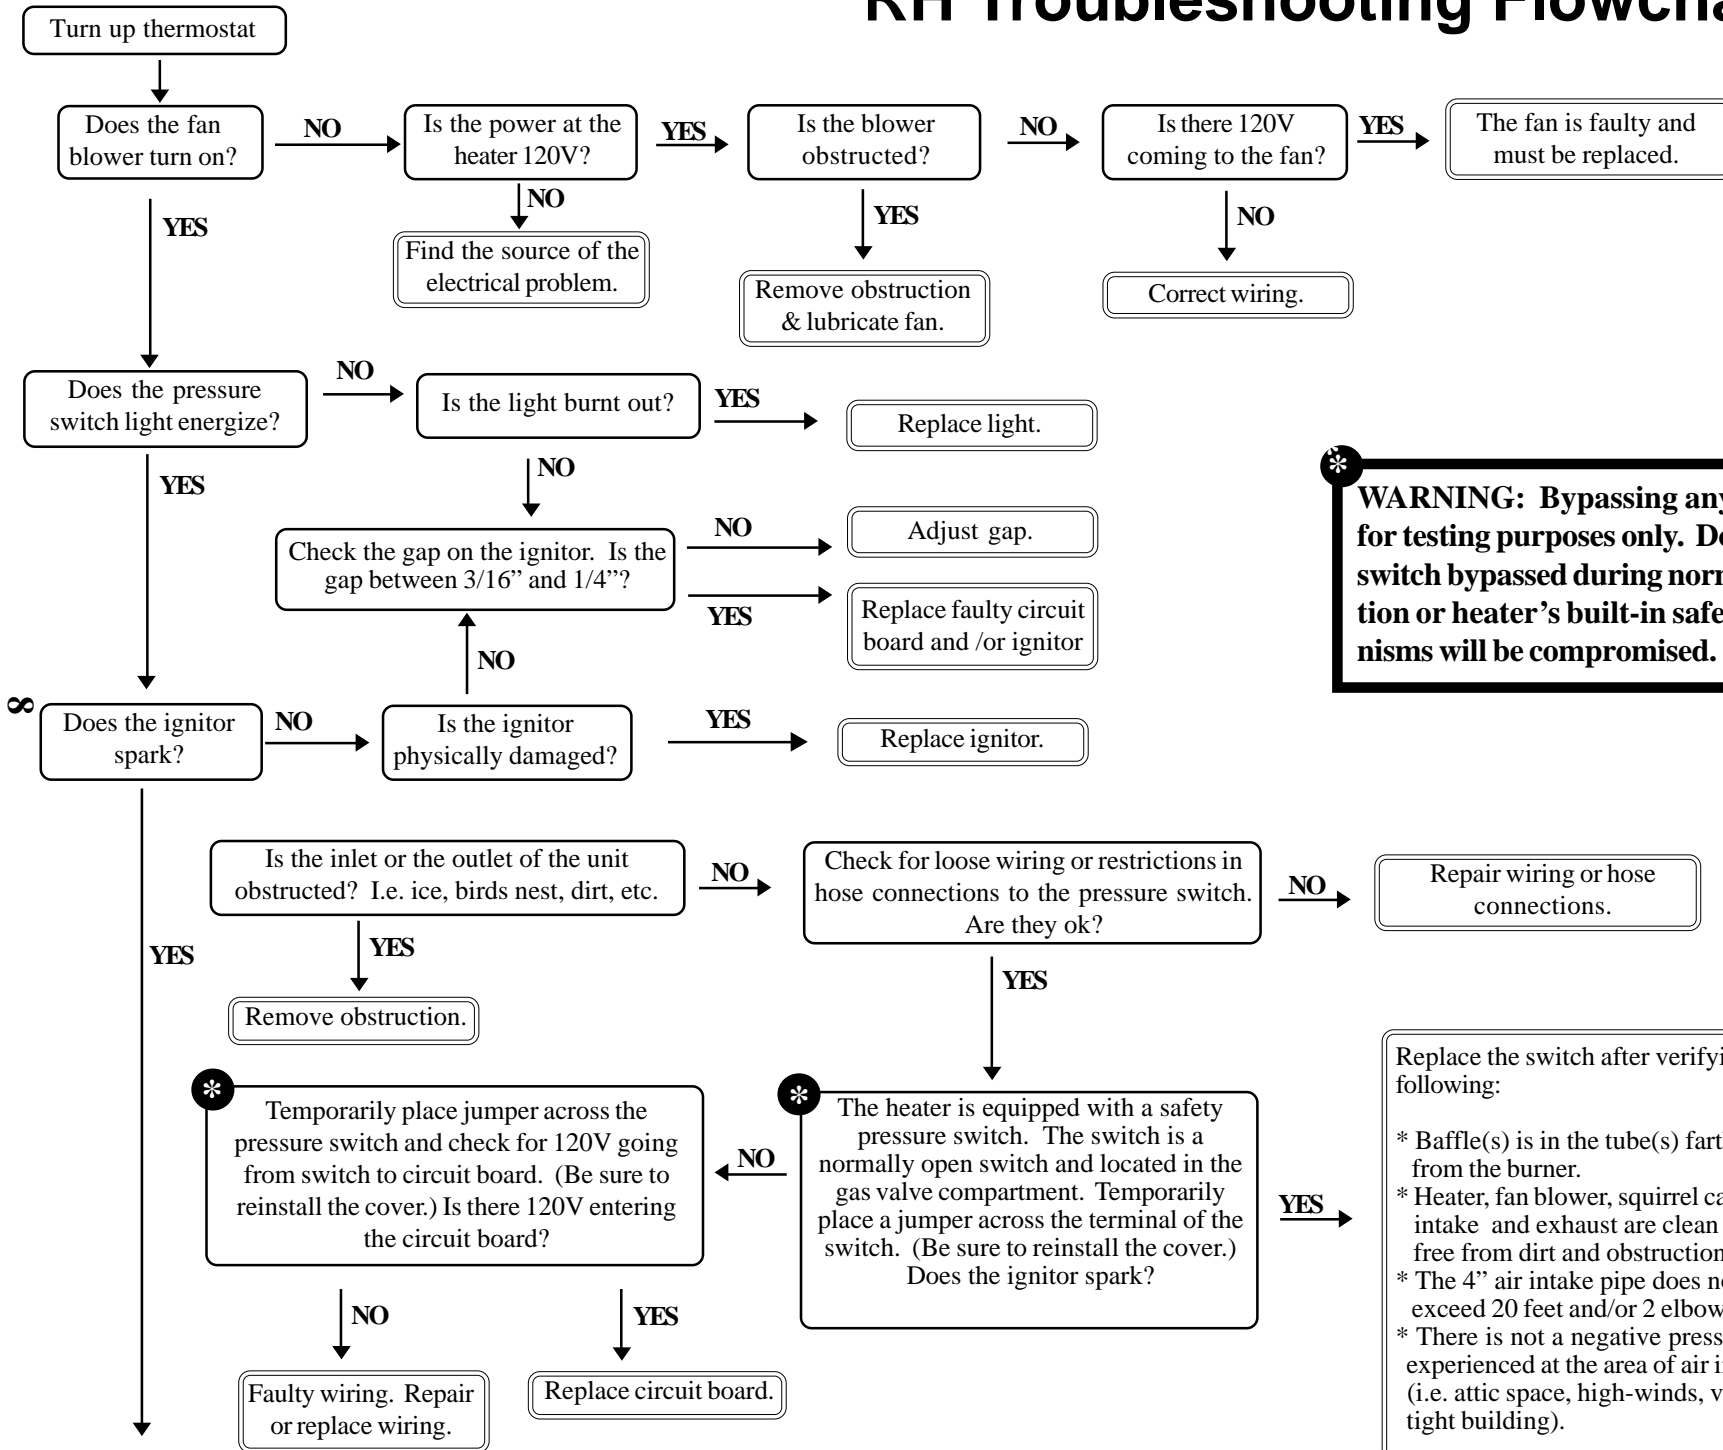 RH Troubleshooting
Turn up thermostat
Does the fan
blower turn on?
NO
Is the power at the
heater 120V?
YES
Is the blower
obstructed?
NO
Is there 120V
coming to the fan?
YES
The fan is faulty and
must be replaced.
YES
NO
Find the source of the
electrical problem.
YES
Remove obstruction
& lubricate fan.
NO
Correct wiring.
Does the pressure
switch light energize?
NO
Is the light burnt out?
YES
Replace light.
YES
NO
Check the gap on the ignitor. Is the
gap between 3/16” and 1/4”?
NO
Adjust gap.
YES
Replace faulty circuit
board and /or ignitor
*
WARNING: Bypassing any
for testing purposes only.
switch bypassed during
tion or heater’s built-in
nisms will be compromised.
NO
8
Does the ignitor
spark?
NO
Is the ignitor
physically damaged?
YES
Replace ignitor.
YES
Is the inlet or the outlet of the unit
obstructed? I.e. ice, birds nest, dirt, etc.
NO
Check for loose wiring or restrictions in
hose connections to the pressure switch.
Are they ok?
NO
Repair wiring or hose
connections.
YES
Remove obstruction.
YES
*
Temporarily place jumper across the
pressure switch and check for 120V going
from switch to circuit board. (Be sure to
reinstall the cover.) Is there 120V entering
the circuit board?
NO
*
The heater is equipped with a safety
pressure switch. The switch is a
normally open switch and located in the
gas valve compartment. Temporarily
place a jumper across the terminal of the
switch. (Be sure to reinstall the cover.)
Does the ignitor spark?
YES
Replace the switch after
following:
* Baffle(s) is in the tube(s)
from the burner.
* Heater, fan blower, squirrel
intake and exhaust are clean
free from dirt and
* The 4” air intake pipe does
exceed 20 feet and/or 2
* There is not a negative
experienced at the area of air
(i.e. attic space, high-winds,
tight building).
NO
Faulty wiring. Repair
or replace wiring.
YES
Replace circuit board.